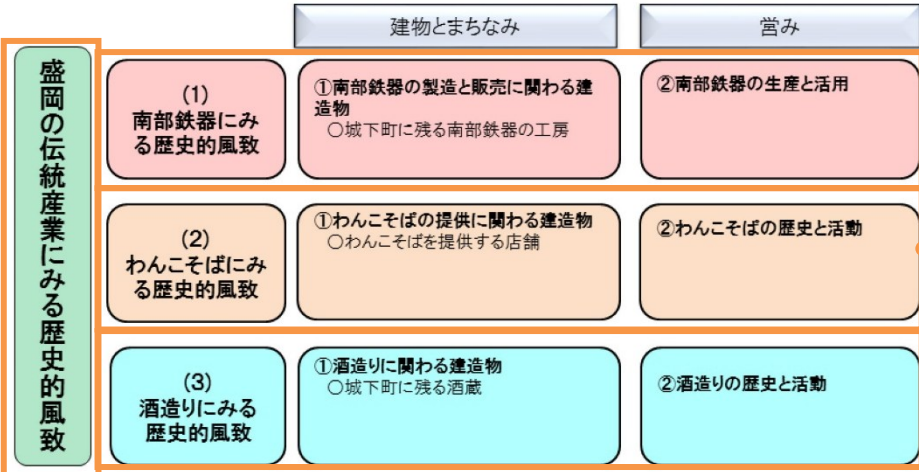 建物とまちなみ
営み
盛岡の伝統産業にみる歴史的風致
(1)
南部鉄器にみ
る歴史的風致
①南部鉄器の製造と販売に関わる建
造物
○城下町に残る南部鉄器の工房
②南部鉄器の生産と活用
(2)
わんこそばにみ
る歴史的風致
①わんこそばの提供に関わる建造物
○わんこそばを提供する店舗
②わんこそばの歴史と活動
(3)
酒造りにみる
歴史的風致
①酒造りに関わる建造物
○城下町に残る酒蔵
②酒造りの歴史と活動